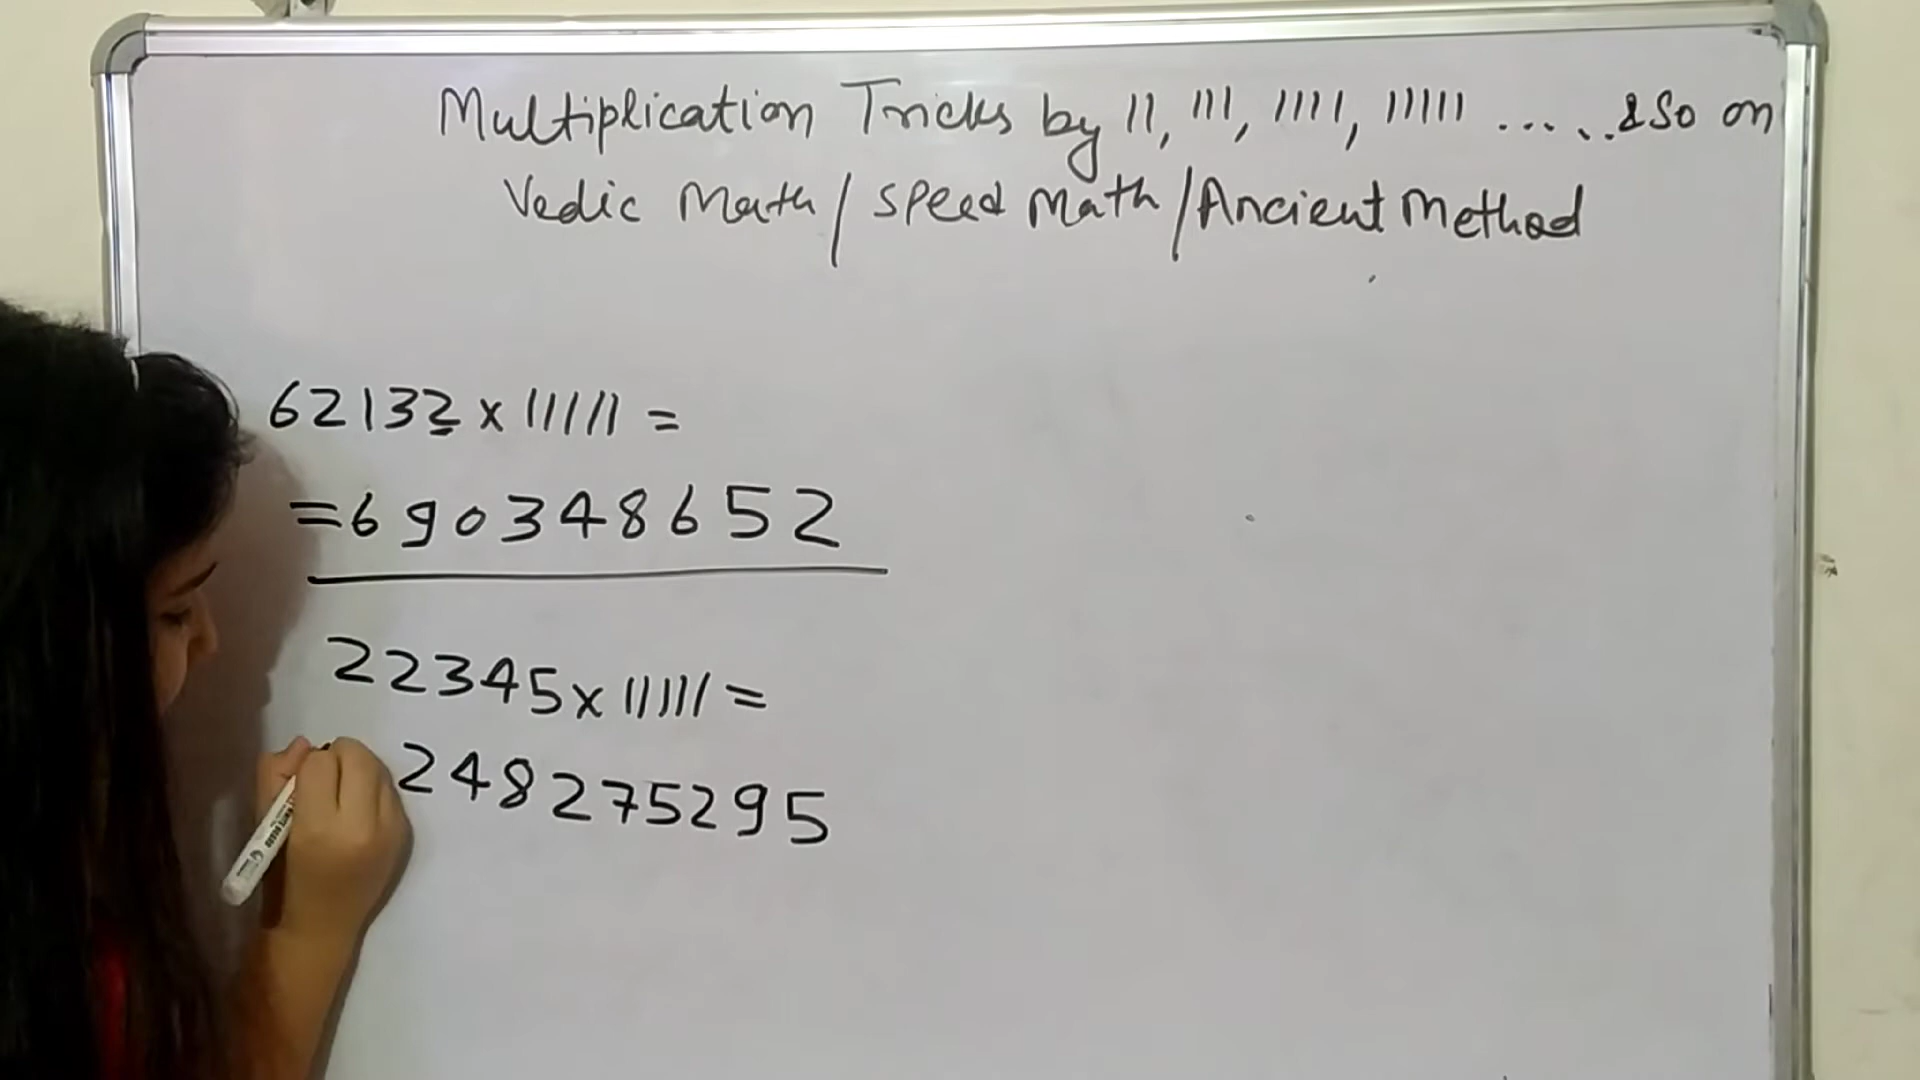 Multiplication Tricks by 11, 111, 1111, 11111 ..... & so on
Vedic Math / Speed Math / Ancient Method
62132 x 11111 =
= 690348652
22345 x 11111 =
248275295